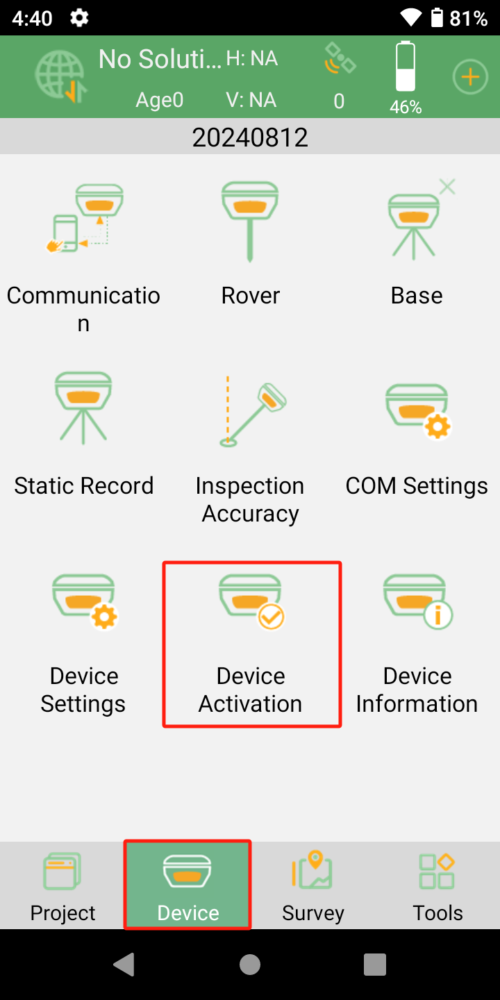 4:40 81%
No Soluti... H: NA
Age0 V: NA 0 46%
20240812
Communicatio
n
Rover
Base
Static Record
Inspection
Accuracy
COM Settings
Device
Settings
Device
Activation
Device
Information
Project Device Survey Tools